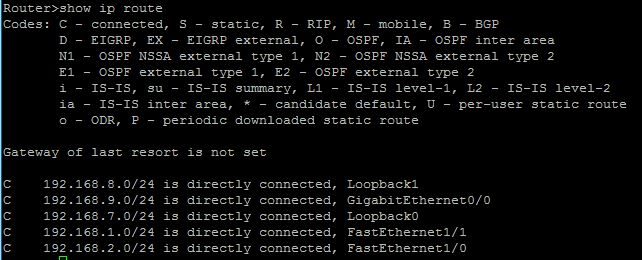 Router>show ip route
Codes: C - connected, S - static, R - RIP, M - mobile, B - BGP
       D - EIGRP, EX - EIGRP external, O - OSPF, IA - OSPF inter area
       N1 - OSPF NSSA external type 1, N2 - OSPF NSSA external type 2
       E1 - OSPF external type 1, E2 - OSPF external type 2
       i - IS-IS, su - IS-IS summary, L1 - IS-IS level-1, L2 - IS-IS level-2
       ia - IS-IS inter area, * - candidate default, U - per-user static route
       o - ODR, P - periodic downloaded static route
Gateway of last resort is not set
C    192.168.8.0/24 is directly connected, Loopback1
C    192.168.9.0/24 is directly connected, GigabitEthernet0/0
C    192.168.7.0/24 is directly connected, Loopback0
C    192.168.1.0/24 is directly connected, FastEthernet1/1
C    192.168.2.0/24 is directly connected, FastEthernet1/0